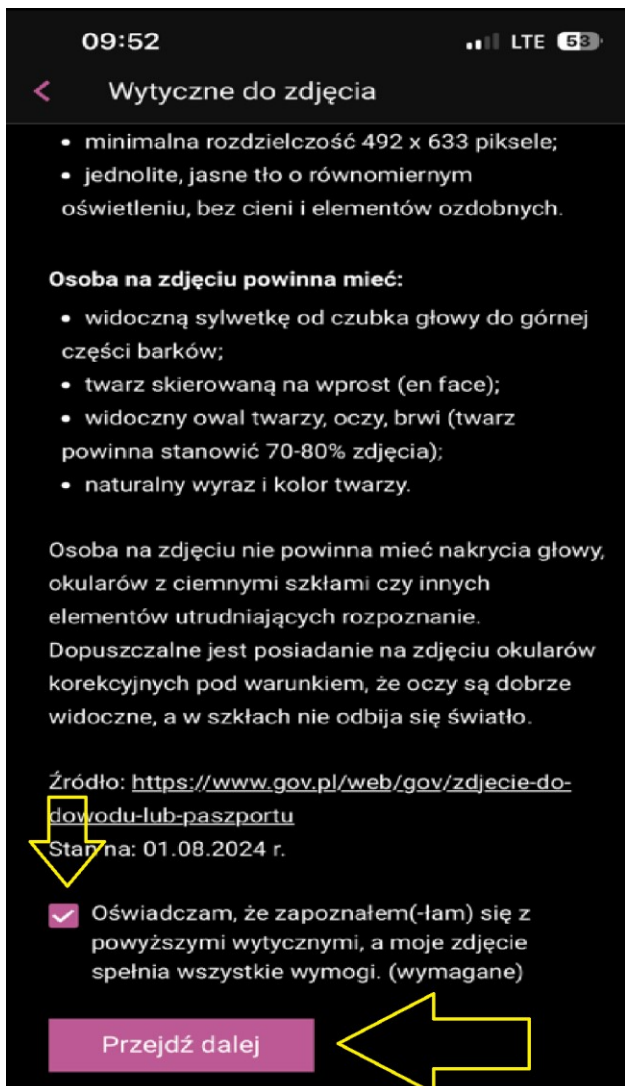 09:52 LTE 53
Wytyczne do zdjęcia
• minimalna rozdzielczość 492 x 633 piksele;
• jednolite, jasne tło o równomiernym
oświetleniu, bez cieni i elementów ozdobnych.
Osoba na zdjęciu powinna mieć:
• widoczną sylwetkę od czubka głowy do górnej
części barków;
• twarz skierowaną na wprost (en face);
• widoczny owal twarzy, oczy, brwi (twarz
powinna stanowić 70-80% zdjęcia);
• naturalny wyraz i kolor twarzy.
Osoba na zdjęciu nie powinna mieć nakrycia głowy,
okularów z ciemnymi szkłami czy innych
elementów utrudniających rozpoznanie.
Dopuszczalne jest posiadanie na zdjęciu okularów
korekcyjnych pod warunkiem, że oczy są dobrze
widoczne, a w szkłach nie odbija się światło.
Źródło: https://www.gov.pl/web/gov/zdjecie-do-
dowodu-lub-paszportu
Stan na: 01.08.2024 r.
Oświadczam, że zapoznałem(-łam) się z
powyższymi wytycznymi, a moje zdjęcie
spełnia wszystkie wymogi. (wymagane)
Przejdź dalej